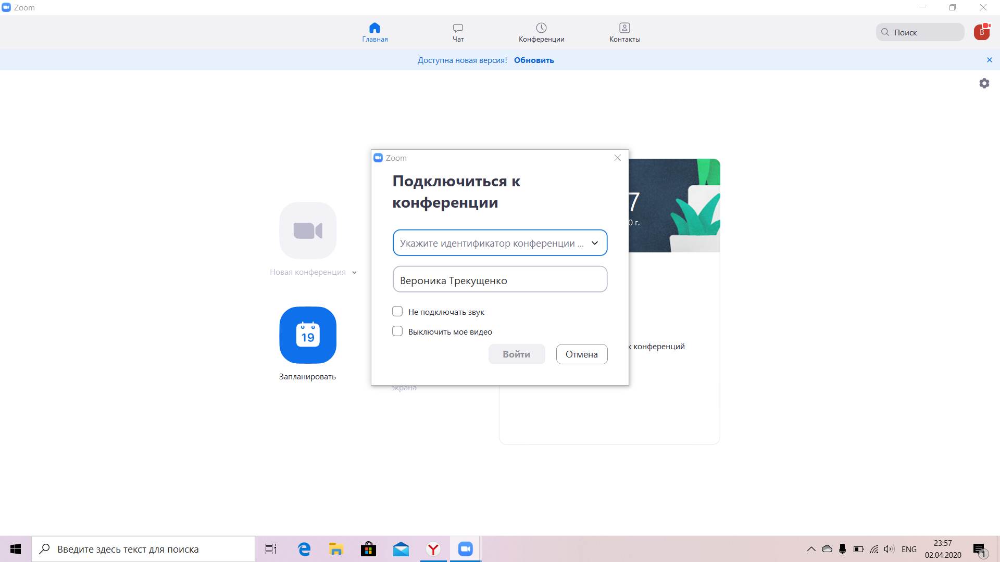 Zoom
Главная
Чат
Конференции
Контакты
Поиск
В
Доступна новая версия! Обновить
Zoom
Подключиться к
конференции
Укажите идентификатор конференции ...
Вероника Трекущенко
Не подключать звук
Выключить мое видео
Войти
Отмена
Новая конференция
19
Запланировать
экрана
7
0 г.
х конференций
Введите здесь текст для поиска
ENG
23:57
02.04.2020
1